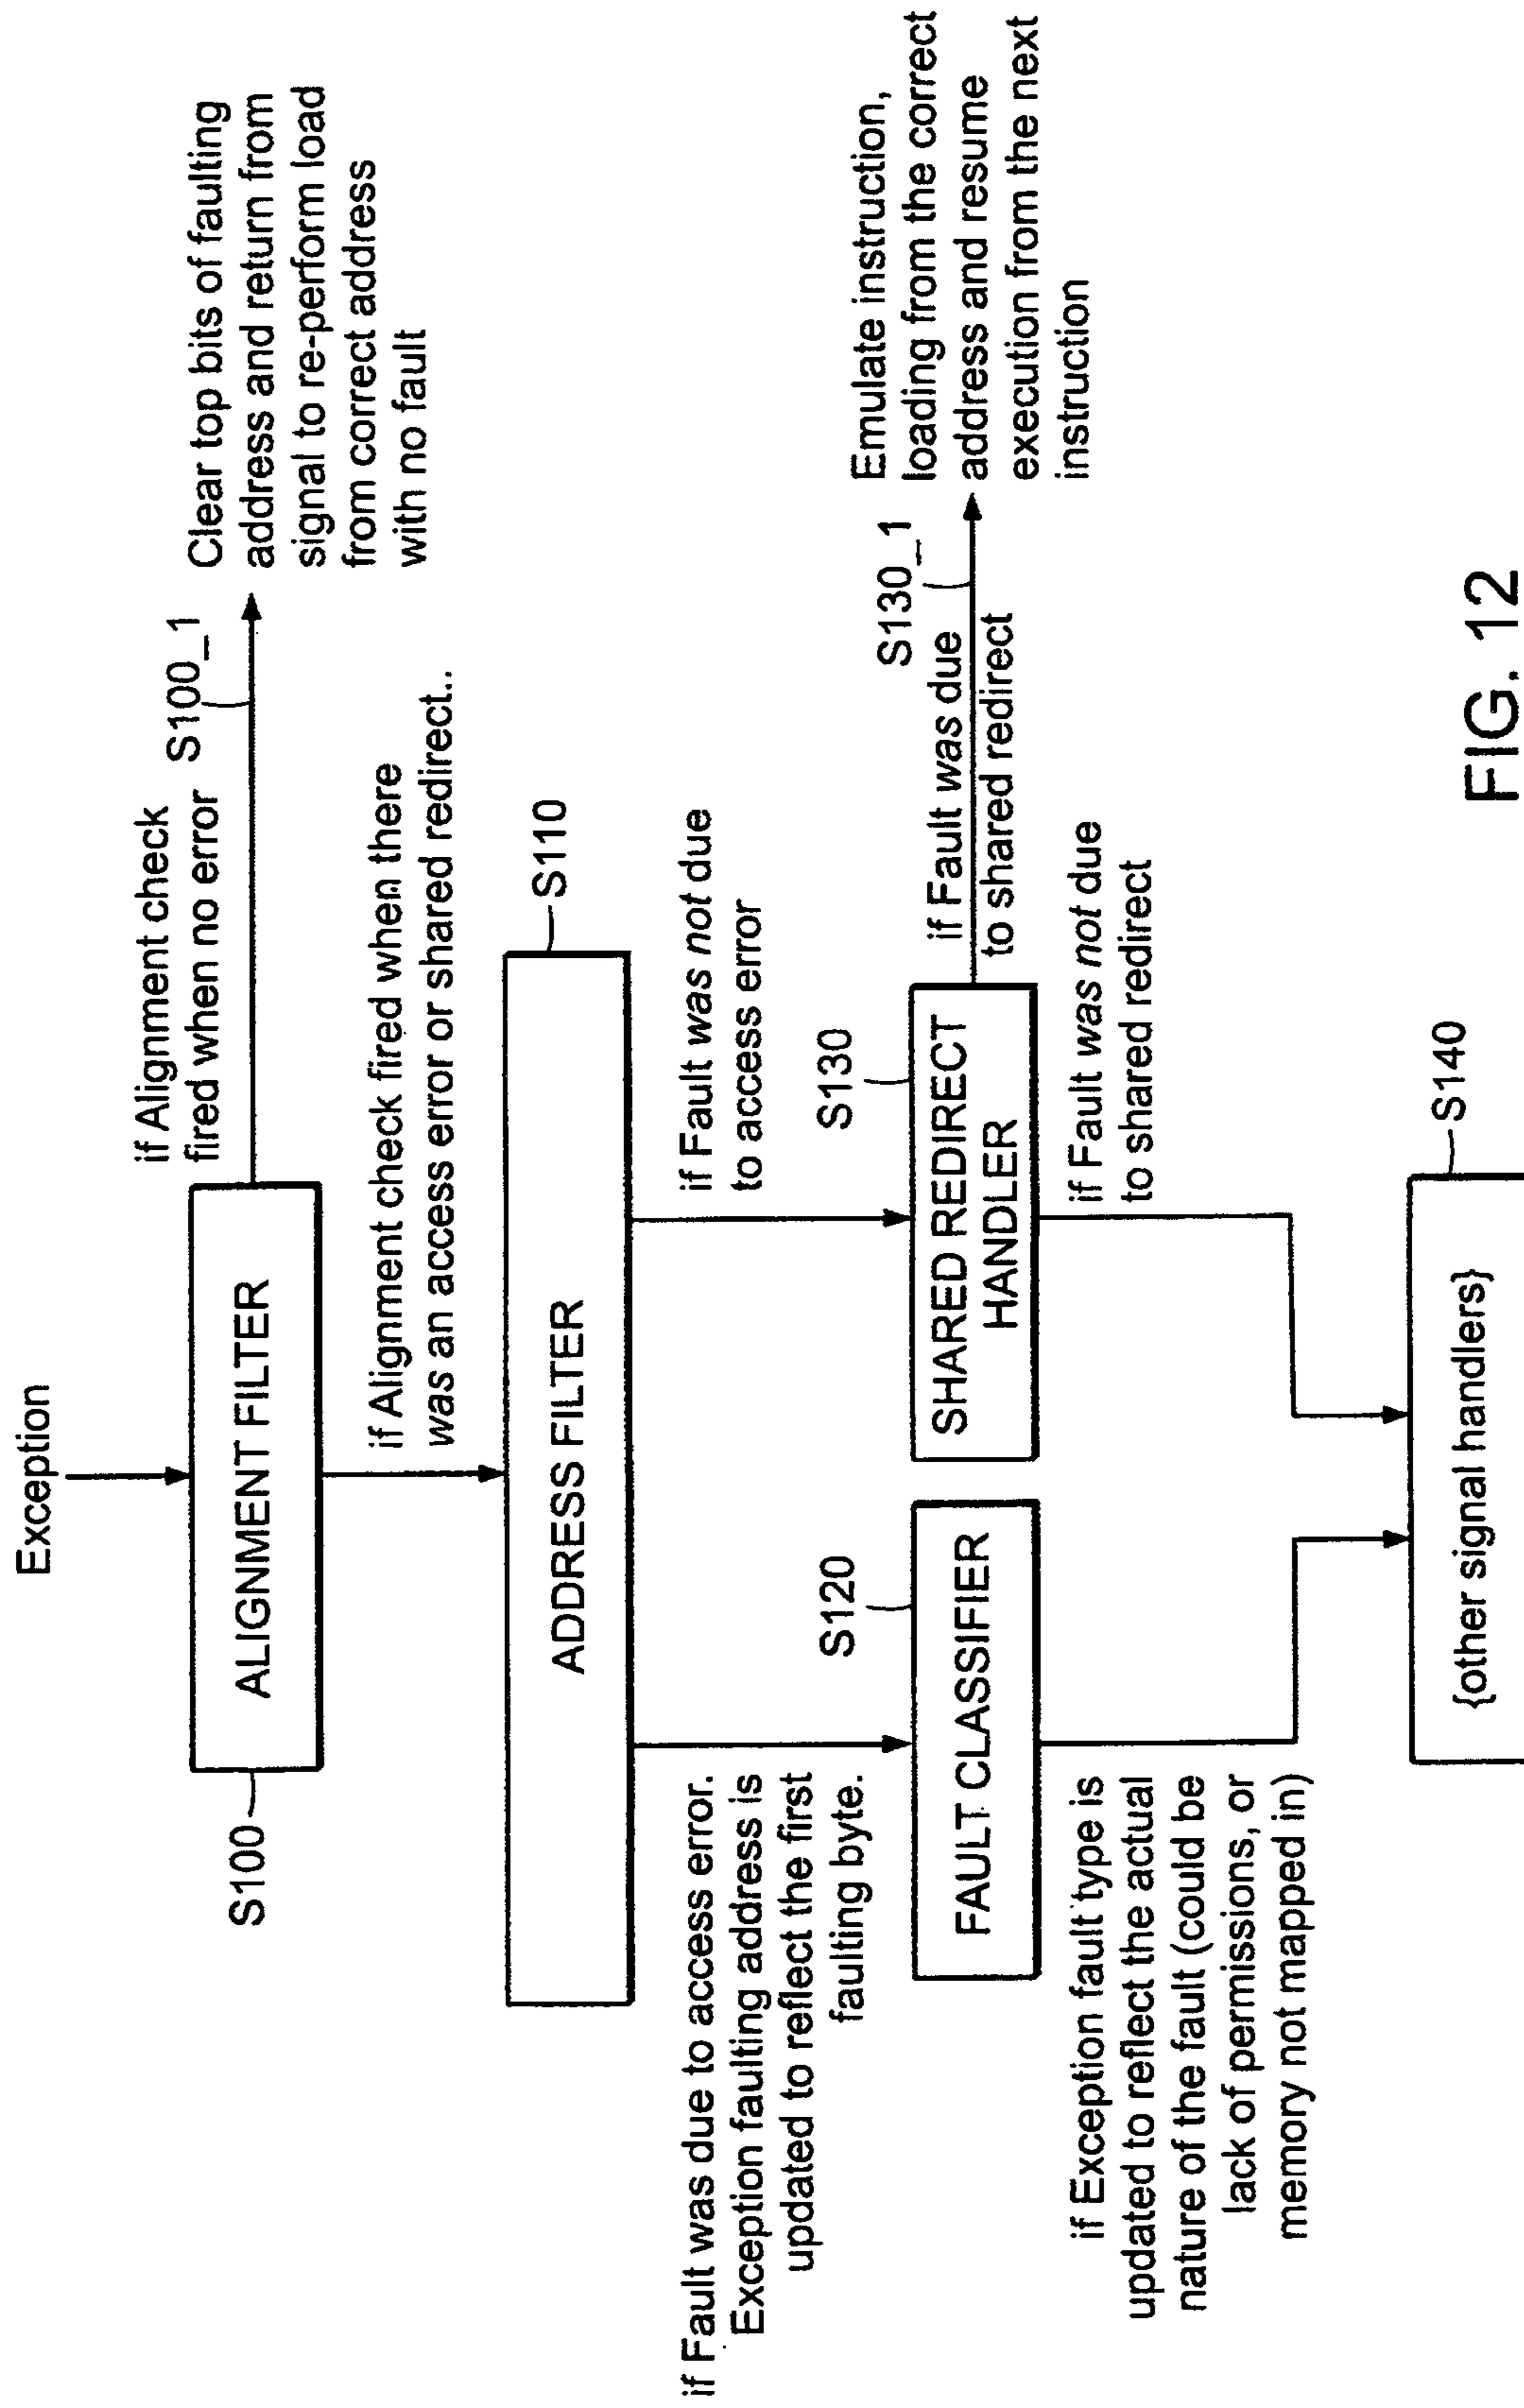 Exception
if Alignment check
fired when no error
S100_1
Clear top bits of faulting
address and return from
signal to re-perform load
from correct address
with no fault
S100
ALIGNMENT FILTER
if Alignment check fired when there
was an access error or shared redirect..
S110
ADDRESS FILTER
if Fault was due to access error.
Exception faulting address is
updated to reflect the first
faulting byte.
if Fault was not due
to access error
S120
FAULT CLASSIFIER
S130
SHARED REDIRECT
HANDLER
if Fault was due
to shared redirect
S130_1
Emulate instruction,
loading from the correct
address and resume
execution from the next
instruction
if Exception fault type is
updated to reflect the actual
nature of the fault (could be
lack of permissions, or
memory not mapped in)
if Fault was not due
to shared redirect
S140
{other signal handlers}
FIG. 12